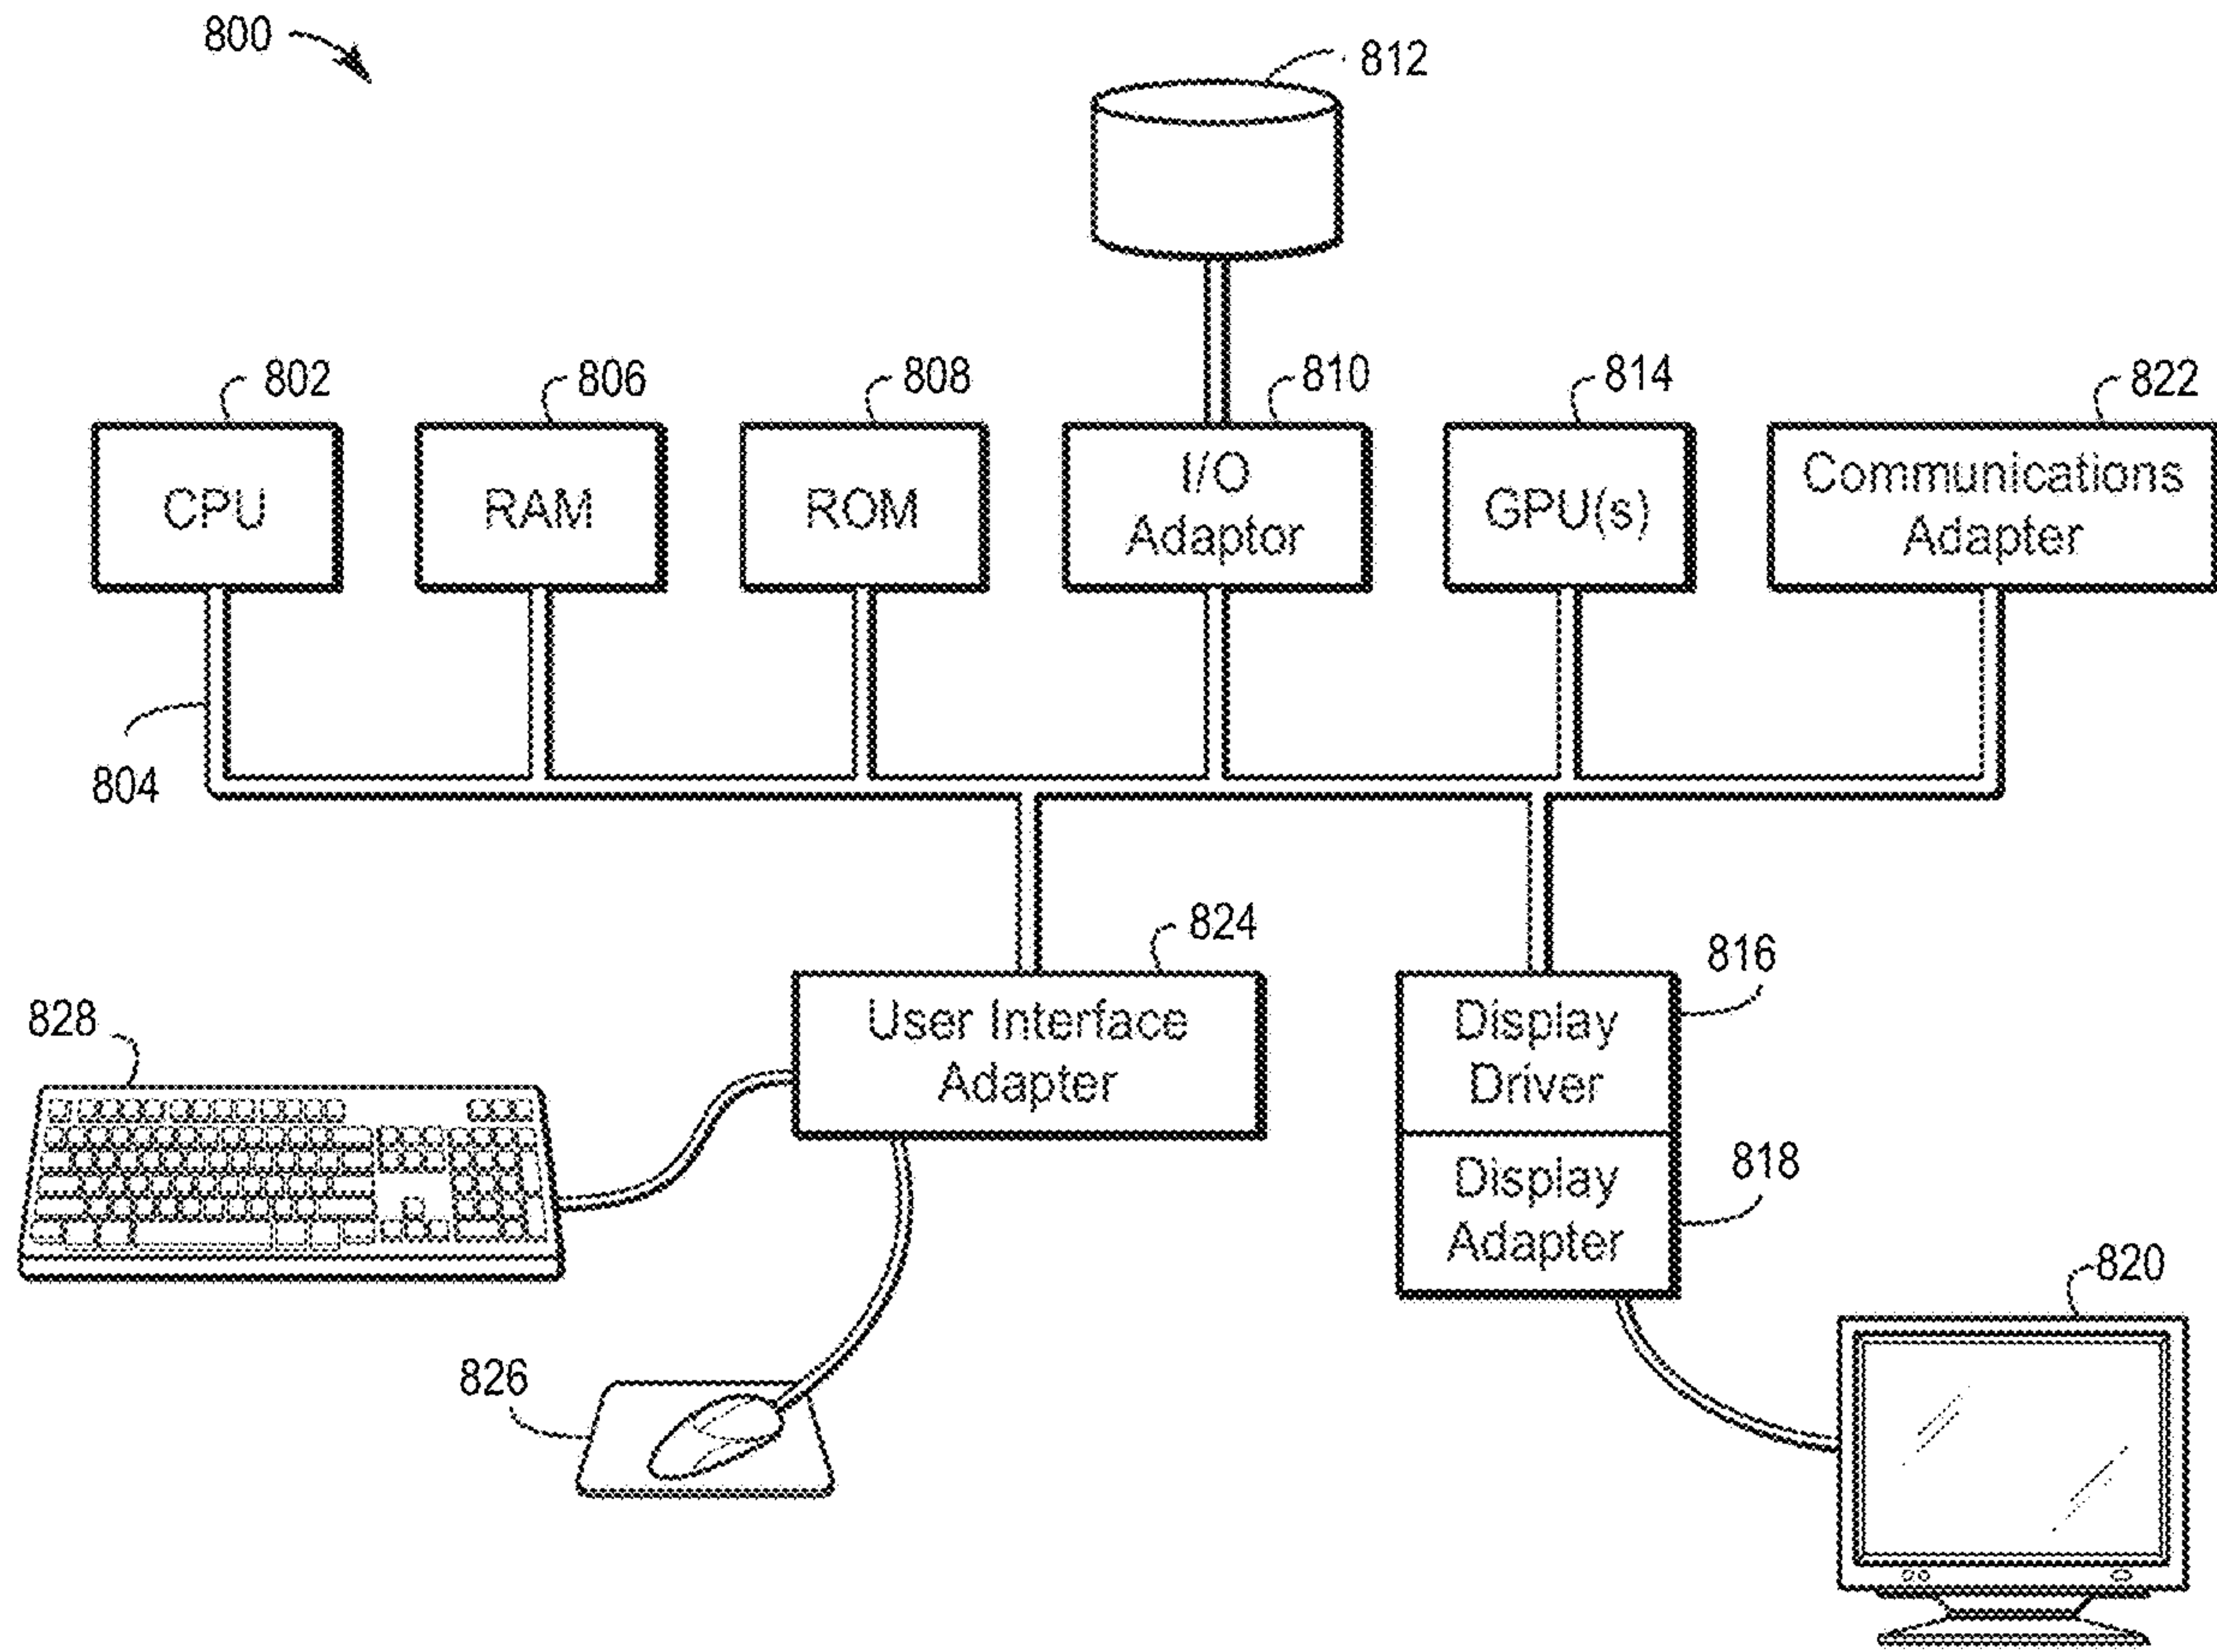 800
812
802
806
808
810
814
822
CPU
RAM
ROM
I/O
Adaptor
GPU(s)
Communications
Adapter
804
824
816
828
User Interface
Adapter
Display
Driver
818
Display
Adapter
820
826